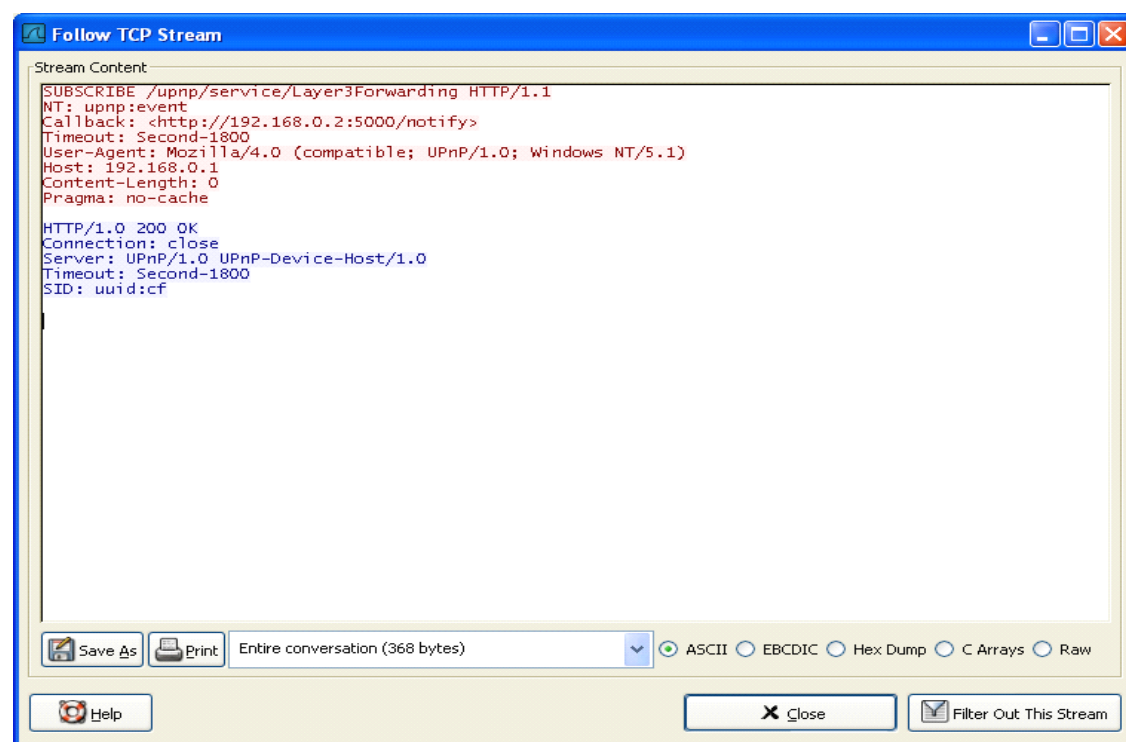 Follow TCP Stream
Stream Content
SUBSCRIBE /upnp/service/Layer3Forwarding HTTP/1.1
NT: upnp:event
Callback: <http://192.168.0.2:5000/notify>
Timeout: Second-1800
User-Agent: Mozilla/4.0 (compatible; UPnP/1.0; Windows NT/5.1)
Host: 192.168.0.1
Content-Length: 0
Pragma: no-cache
HTTP/1.0 200 OK
Connection: close
Server: UPnP/1.0 UPnP-Device-Host/1.0
Timeout: Second-1800
SID: uuid:cf
Save As Print Entire conversation (368 bytes) ASCII EBCDIC Hex Dump C Arrays Raw
Help Close Filter Out This Stream